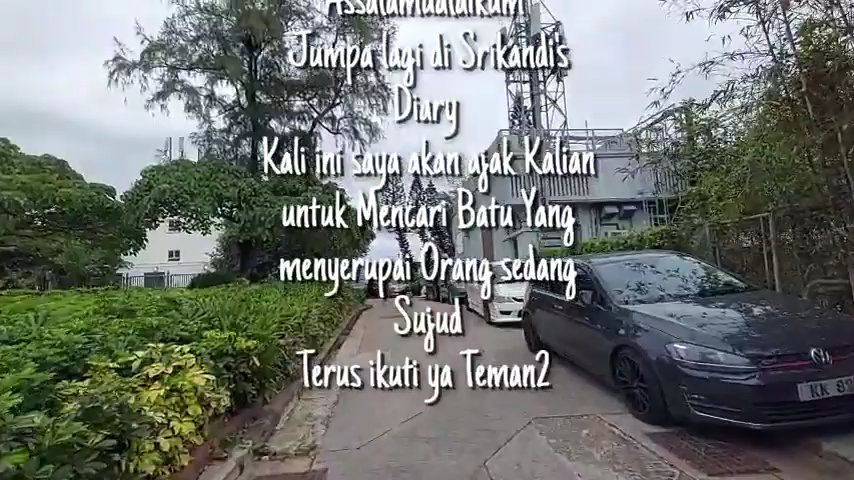 Assalamualaikum
Jumpa lagi di Srikandi's
Diary
Kali ini saya akan ajak Kalian
untuk Mencari Batu Yang
menyerupai Orang sedang
Sujud
Terus ikuti ya Teman2